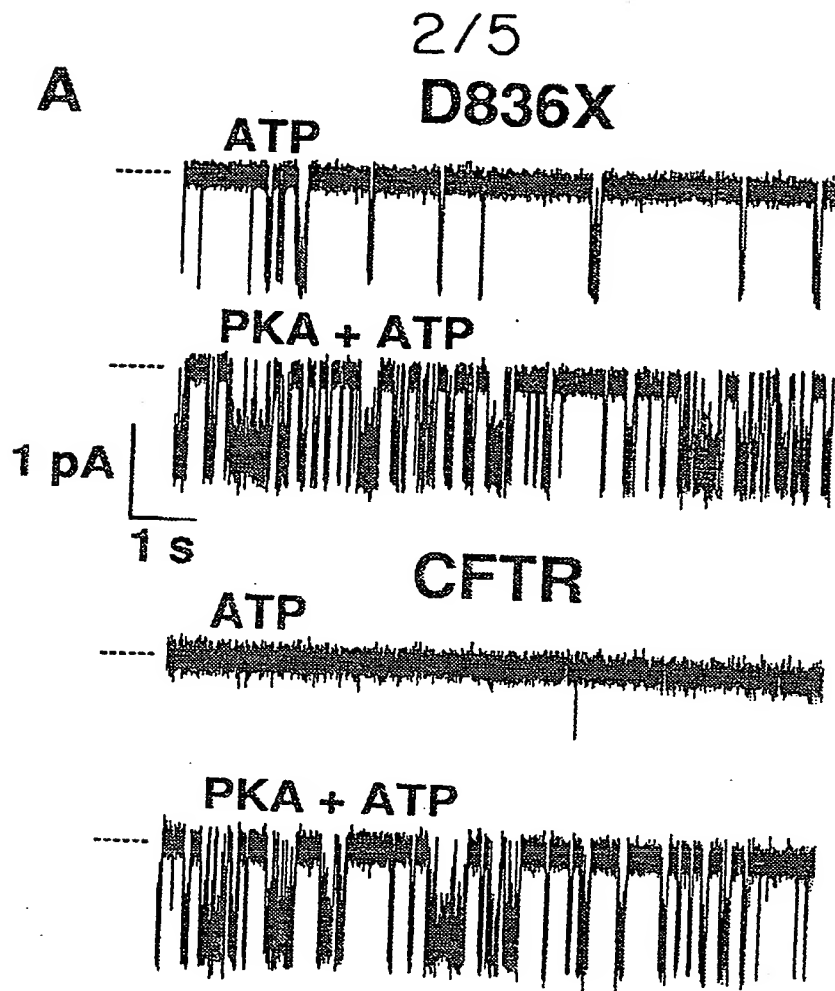 2/5
A
D836X
ATP
PKA + ATP
1 pA
1 s
CFTR
ATP
PKA + ATP